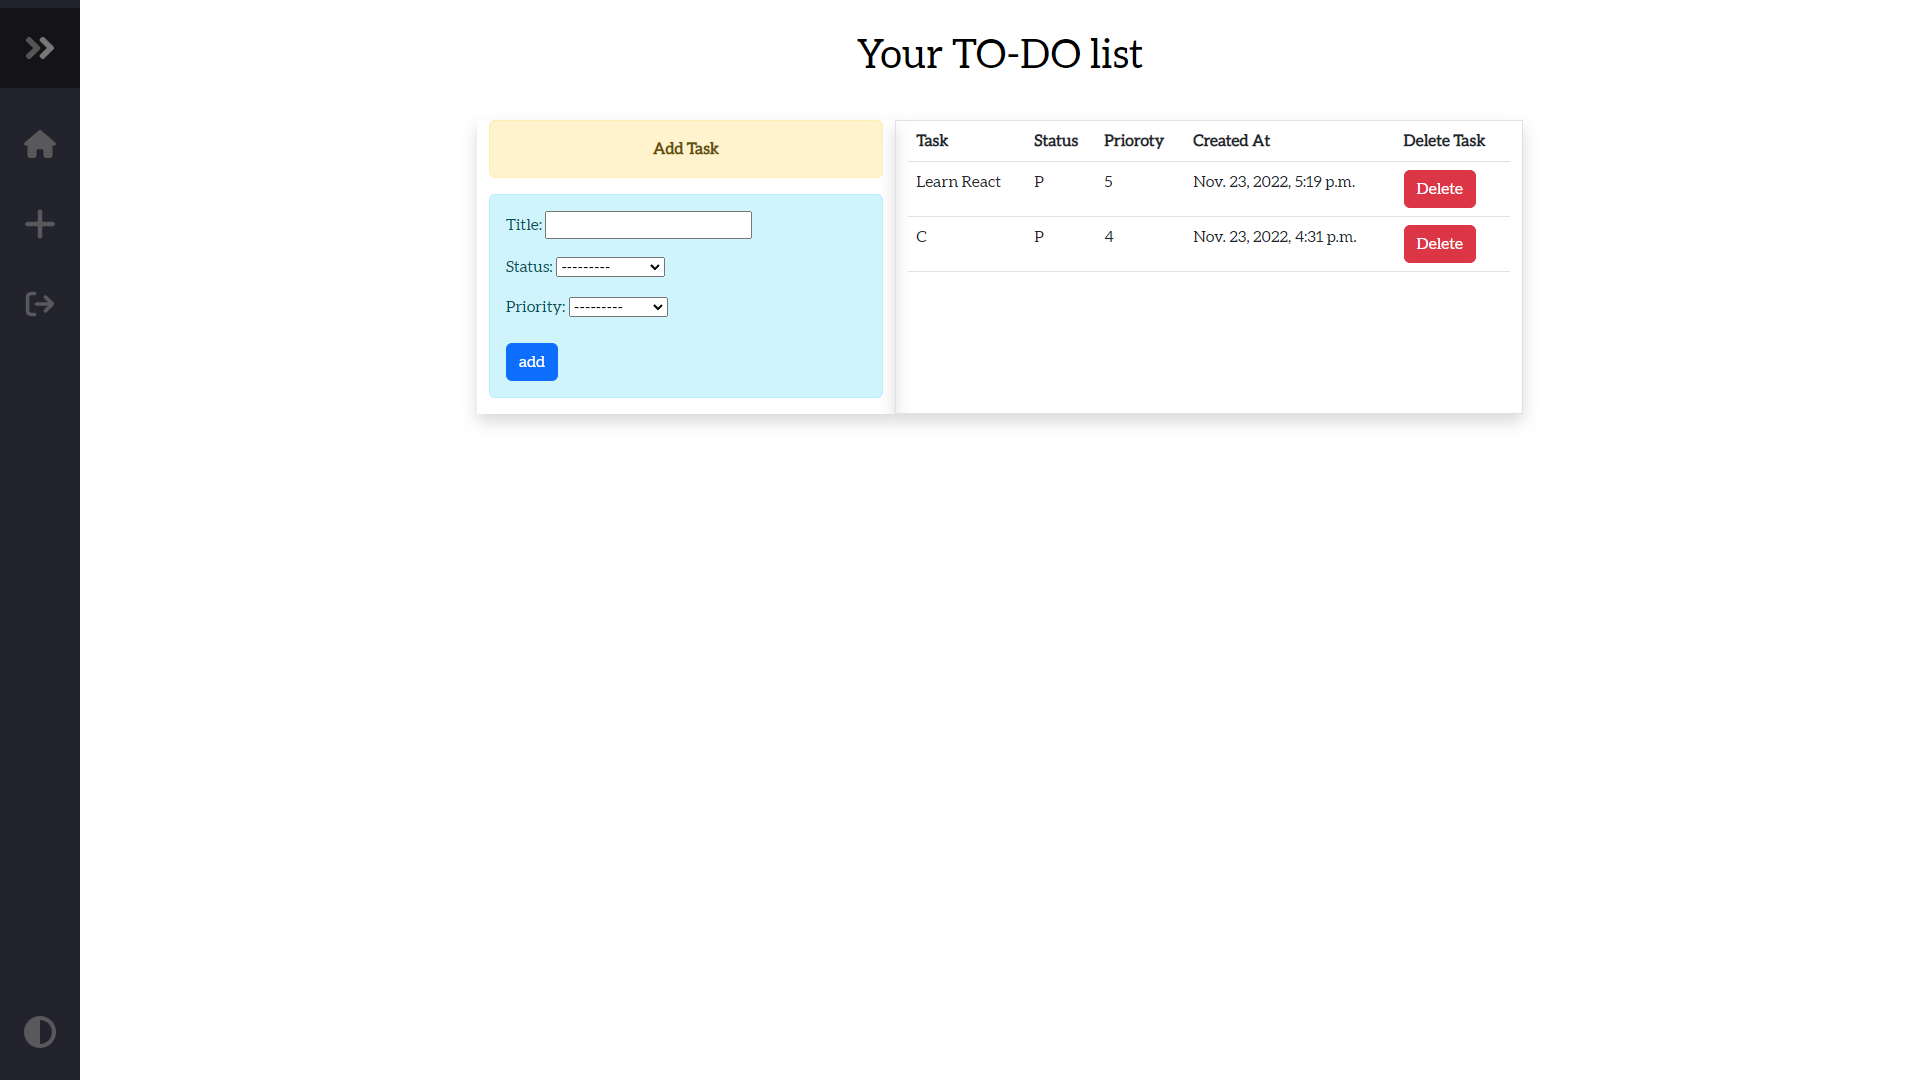 Your TO-DO list
Add Task
Title:
Status: ---------
Priority: ---------
add
Task Status Prioroty Created At Delete Task
Learn React P 5 Nov. 23, 2022, 5:19 p.m. Delete
C P 4 Nov. 23, 2022, 4:31 p.m. Delete